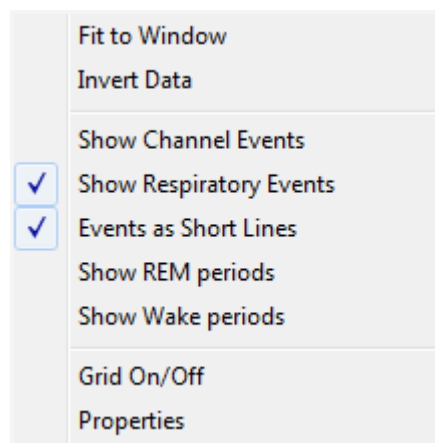 Fit to Window
Invert Data
Show Channel Events
Show Respiratory Events
Events as Short Lines
Show REM periods
Show Wake periods
Grid On/Off
Properties